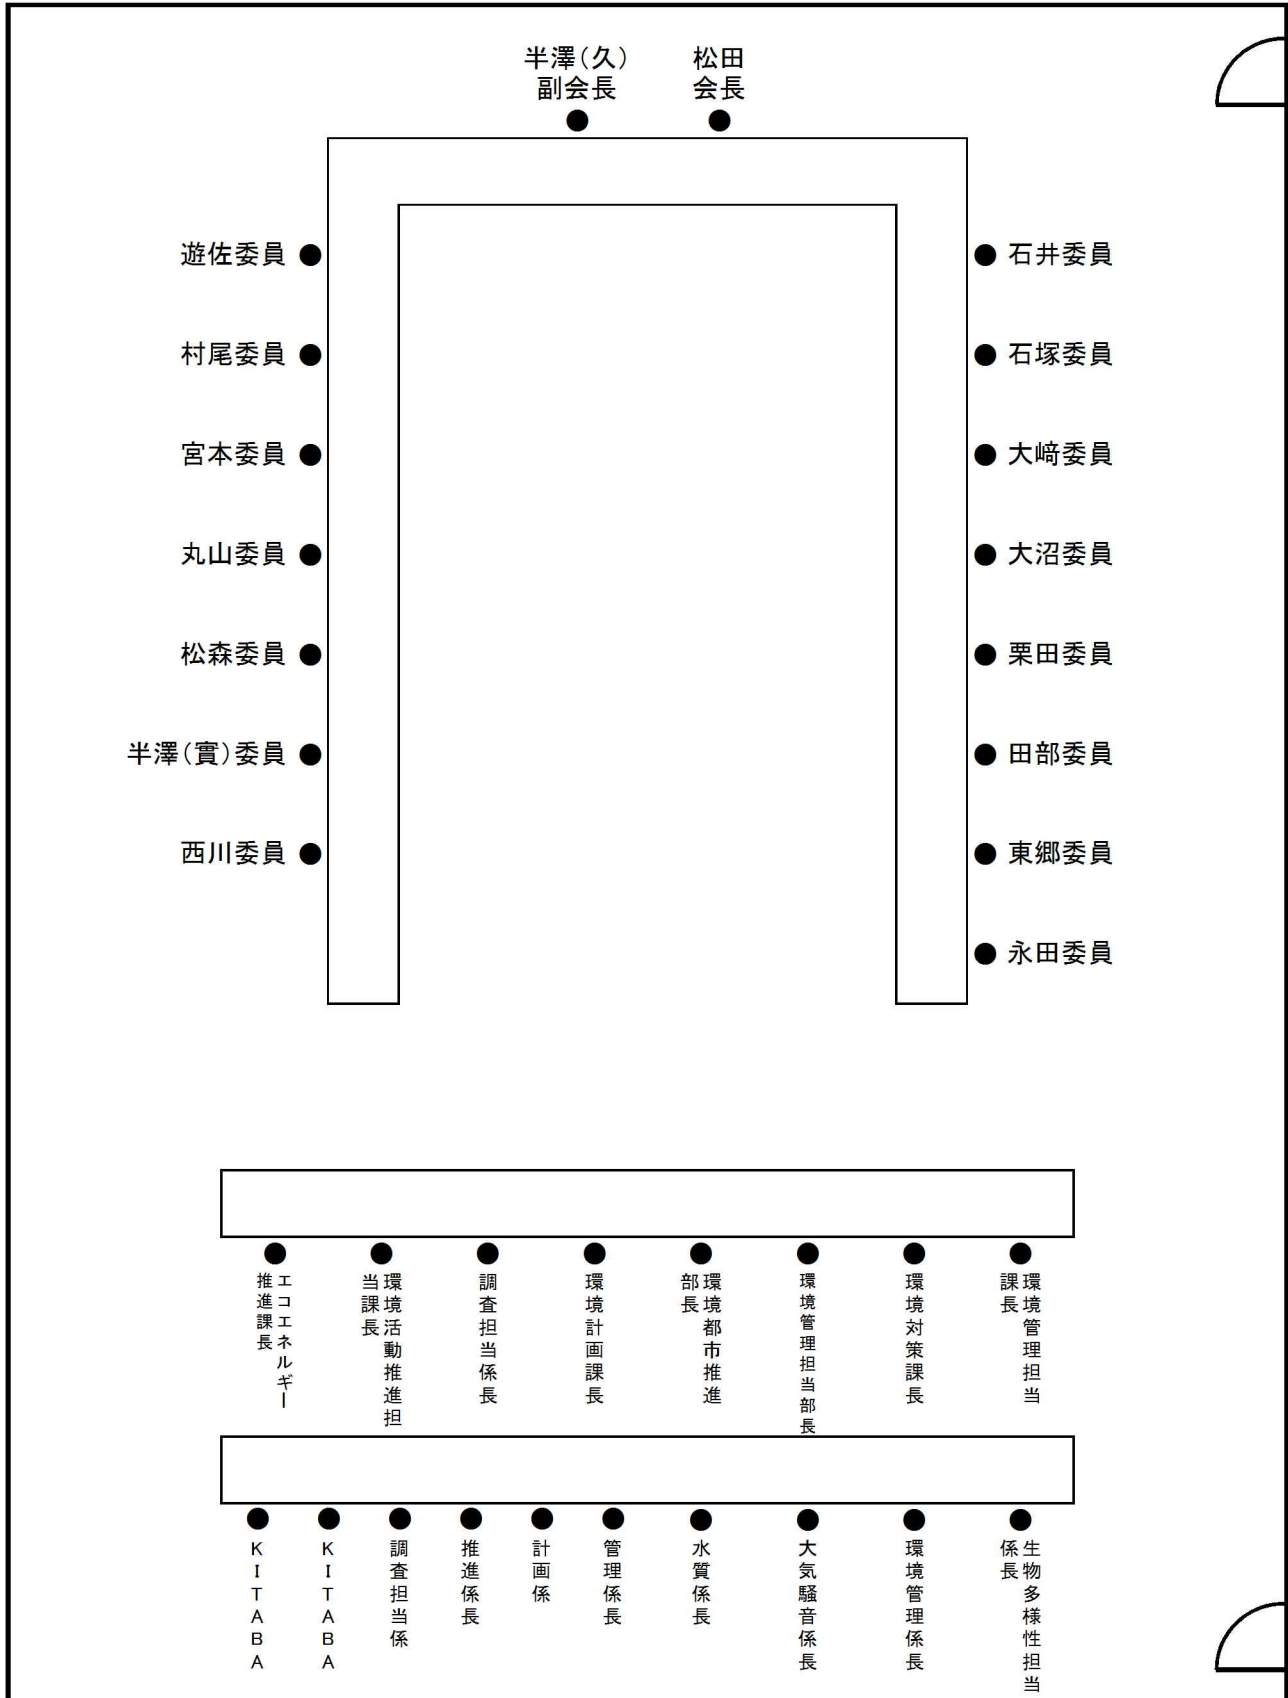 半澤（久）
副会長
松田
会長
遊佐委員
石井委員
村尾委員
石塚委員
宮本委員
大﨑委員
丸山委員
大沼委員
松森委員
栗田委員
半澤（實）委員
田部委員
西川委員
東郷委員
永田委員
エコエネルギー
推進課長
環境活動推進担
当課長
調査担当係長
環境計画課長
環境都市推進
部長
環境管理担当部長
環境対策課長
環境管理担当
課長
KITABA
KITABA
調査担当係
推進係長
計画係
管理係長
水質係長
大気騒音係長
環境管理係長
生物多様性担当
係長